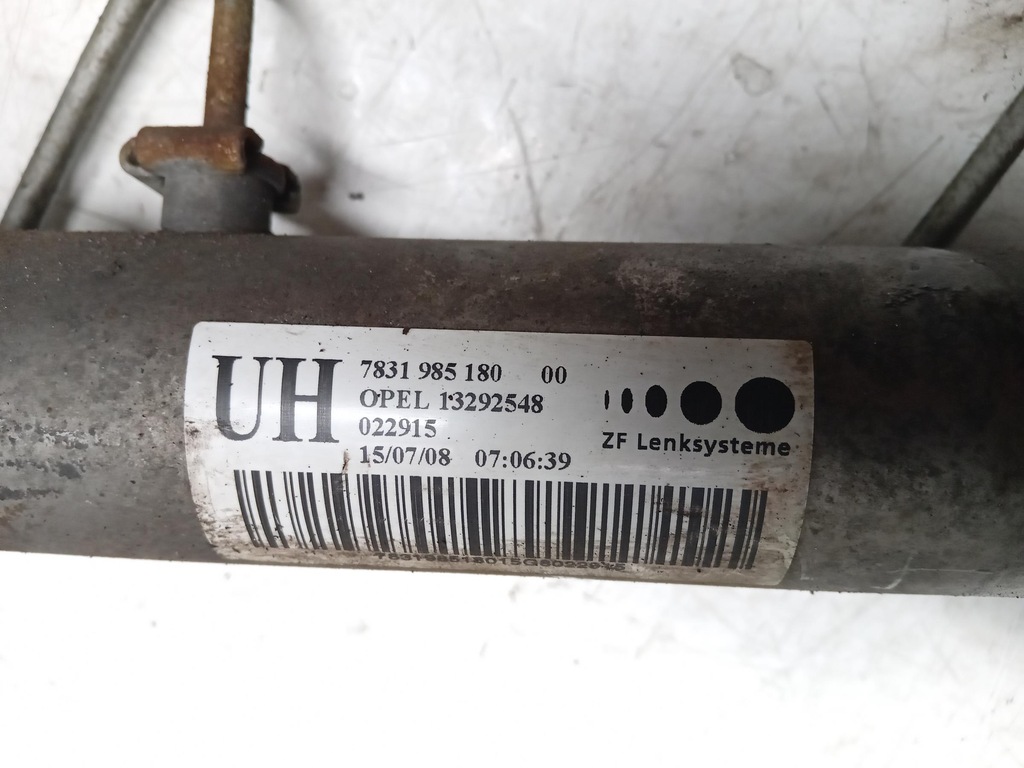 UH
7831 985 180 00
OPEL 13292548
022915
15/07/08 07:06:39
ZF Lenksysteme